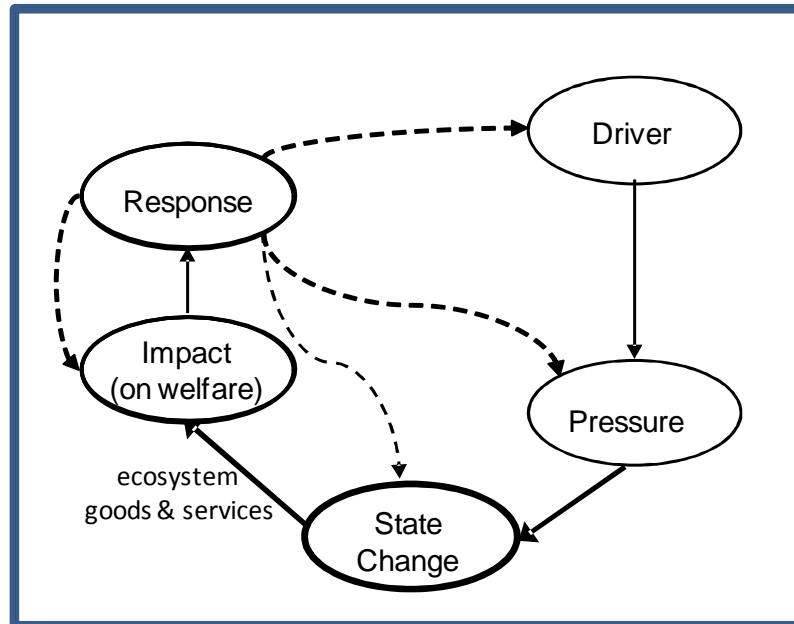 Driver
Response
Impact
(on welfare)
Pressure
ecosystem
goods & services
State
Change